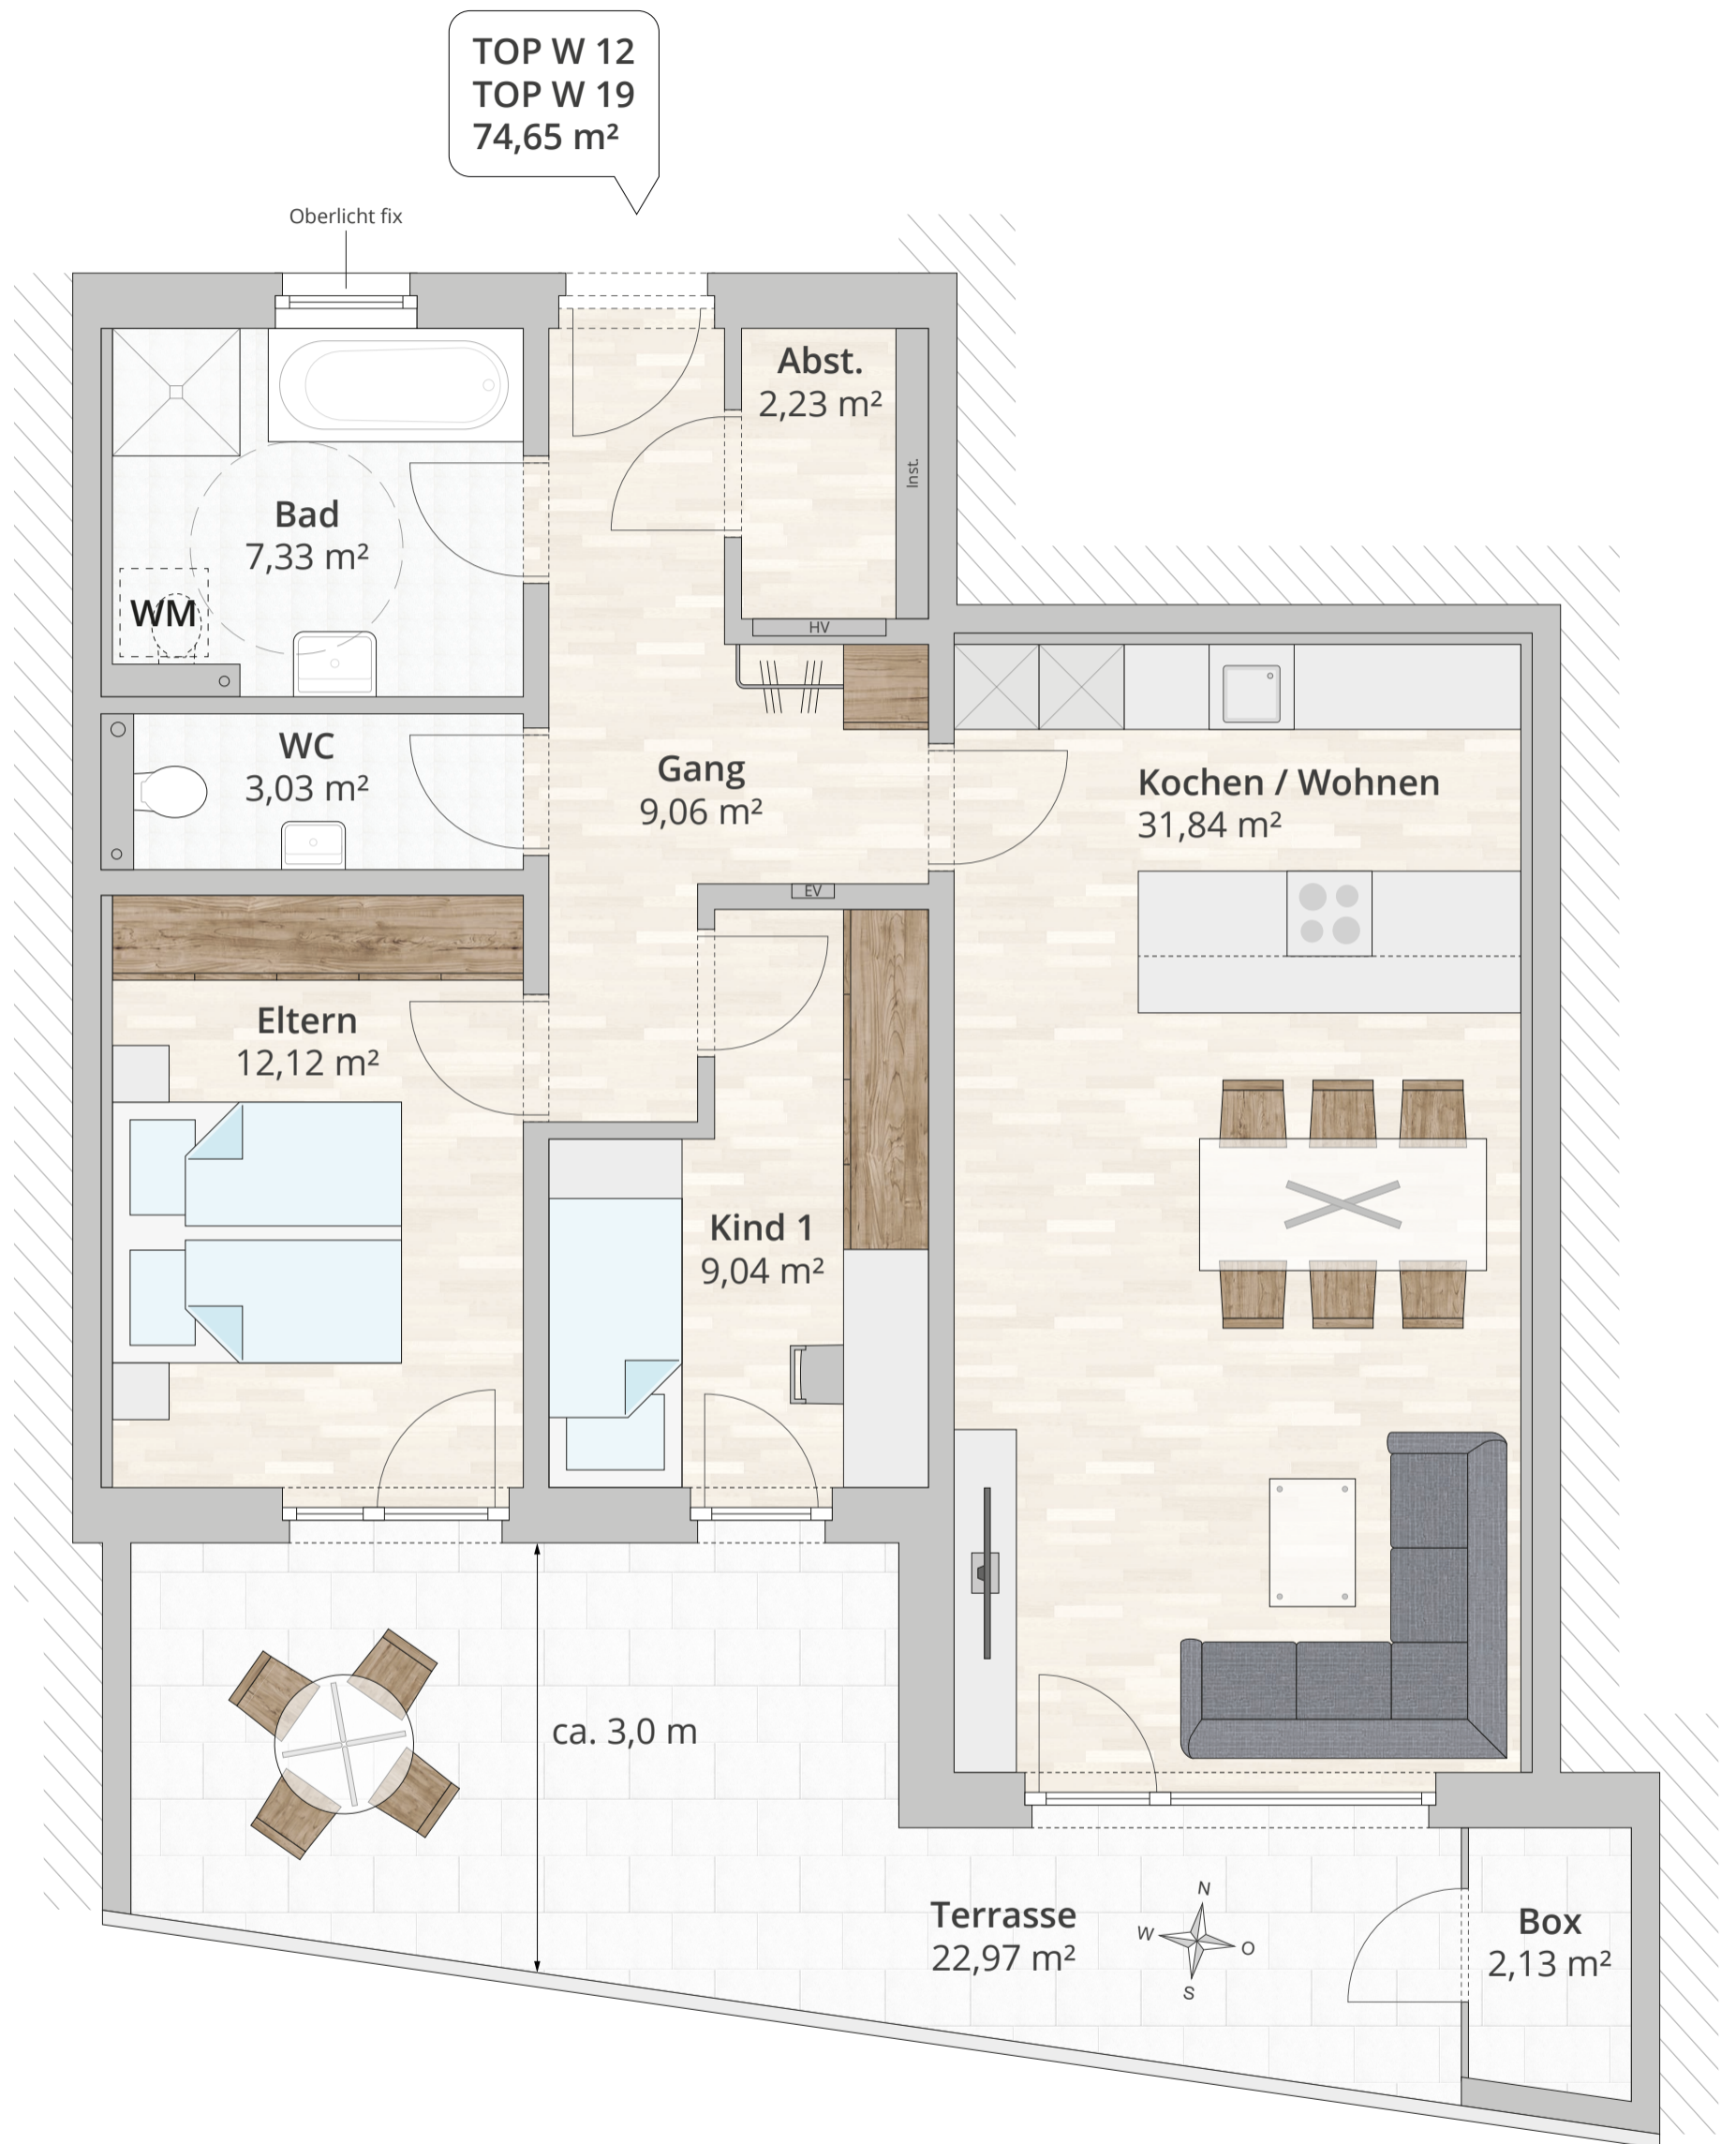 TOP W 12
TOP W 19
74,65 m²
Oberlicht fix
Abst.
2,23 m²
Inst.
Bad
7,33 m²
WM
HV
WC
3,03 m²
Gang
9,06 m²
Kochen / Wohnen
31,84 m²
EV
Eltern
12,12 m²
Kind 1
9,04 m²
ca. 3,0 m
Terrasse
22,97 m²
N
W
O
S
Box
2,13 m²